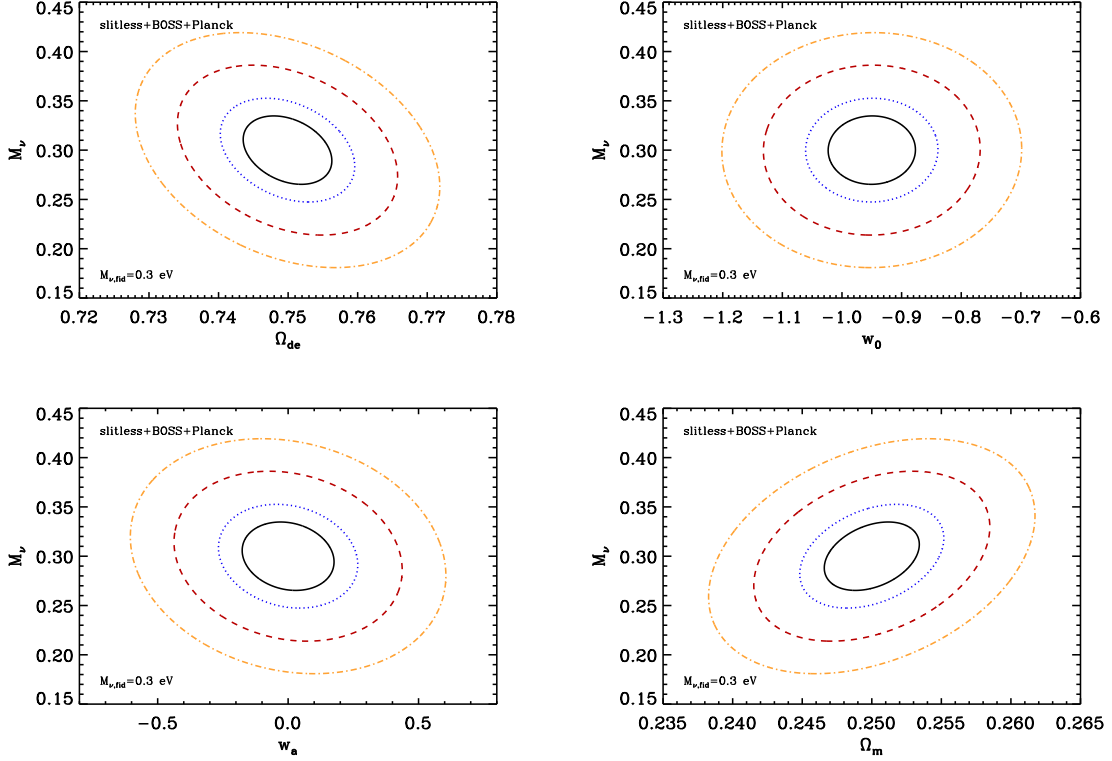 slitless+BOSS+Planck
0.45
0.40
0.35
0.30
0.25
0.20
0.15
M_ν
M_ν,fid=0.3 eV
0.72 0.73 0.74 0.75 0.76 0.77 0.78
Ω_de
slitless+BOSS+Planck
0.45
0.40
0.35
0.30
0.25
0.20
0.15
M_ν
M_ν,fid=0.3 eV
−1.3 −1.2 −1.1 −1.0 −0.9 −0.8 −0.7 −0.6
w_0
slitless+BOSS+Planck
0.45
0.40
0.35
0.30
0.25
0.20
0.15
M_ν
M_ν,fid=0.3 eV
−0.5 0.0 0.5
w_a
slitless+BOSS+Planck
0.45
0.40
0.35
0.30
0.25
0.20
0.15
M_ν
M_ν,fid=0.3 eV
0.235 0.240 0.245 0.250 0.255 0.260 0.265
Ω_m